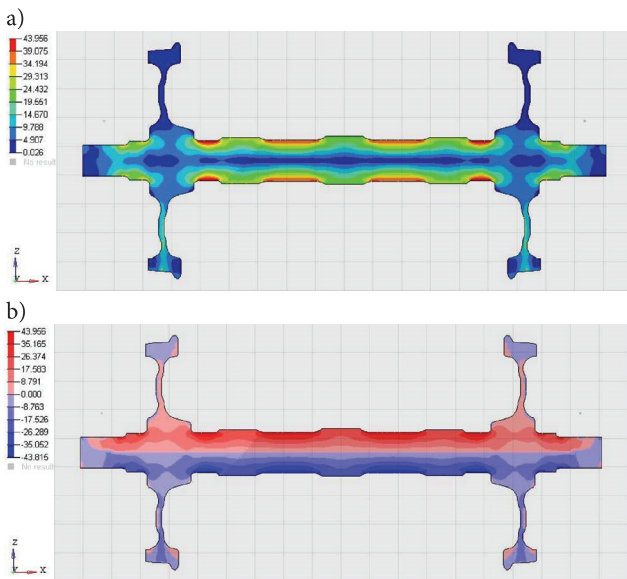 a)
43.956
39.075
34.194
29.313
24.432
19.551
14.670
9.788
4.907
0.026
No result
z
Y
x
b)
43.956
35.165
26.374
17.583
8.791
0.000
-8.763
-17.526
-26.289
-35.052
-43.815
No result
z
Y
x